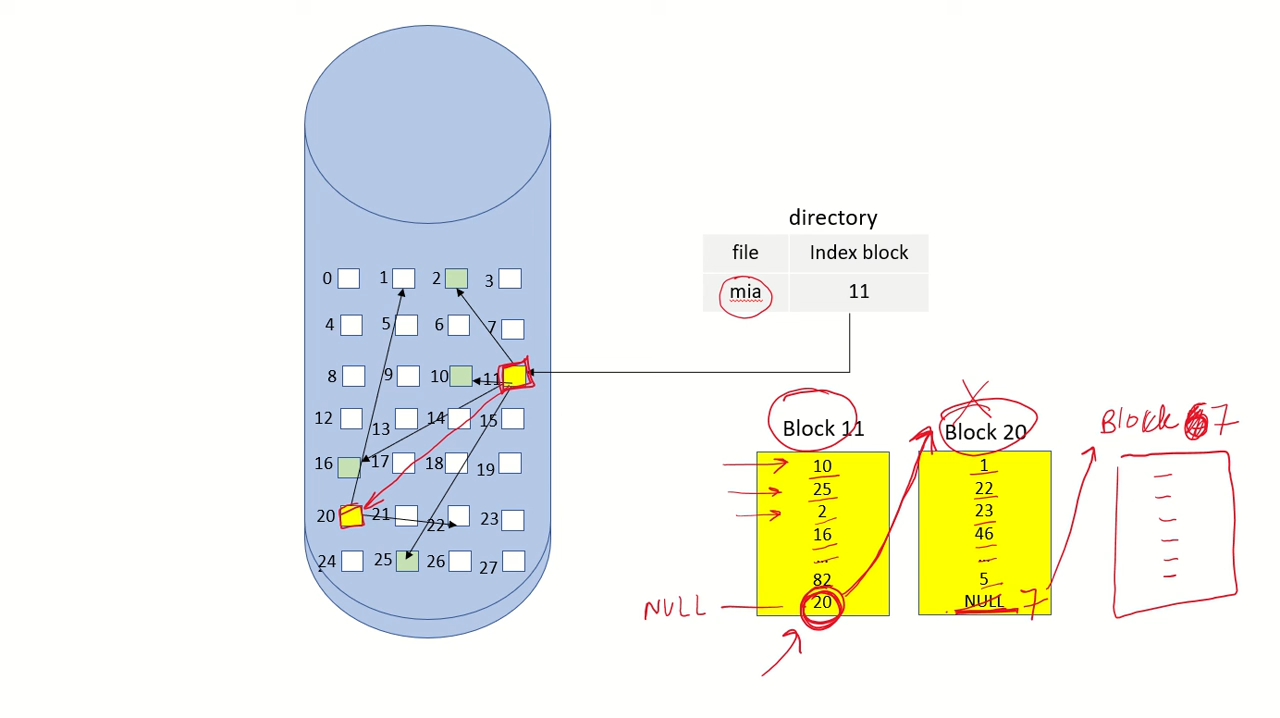 directory
file Index block
mia 11
0 1 2 3
4 5 6 7
8 9 10 11
12 13 14 15
16 17 18 19
20 21 22 23
24 25 26 27
Block 11
10
25
2
16
...
82
20
NULL
Block 20
1
22
23
46
...
5
NULL 7
Block 7